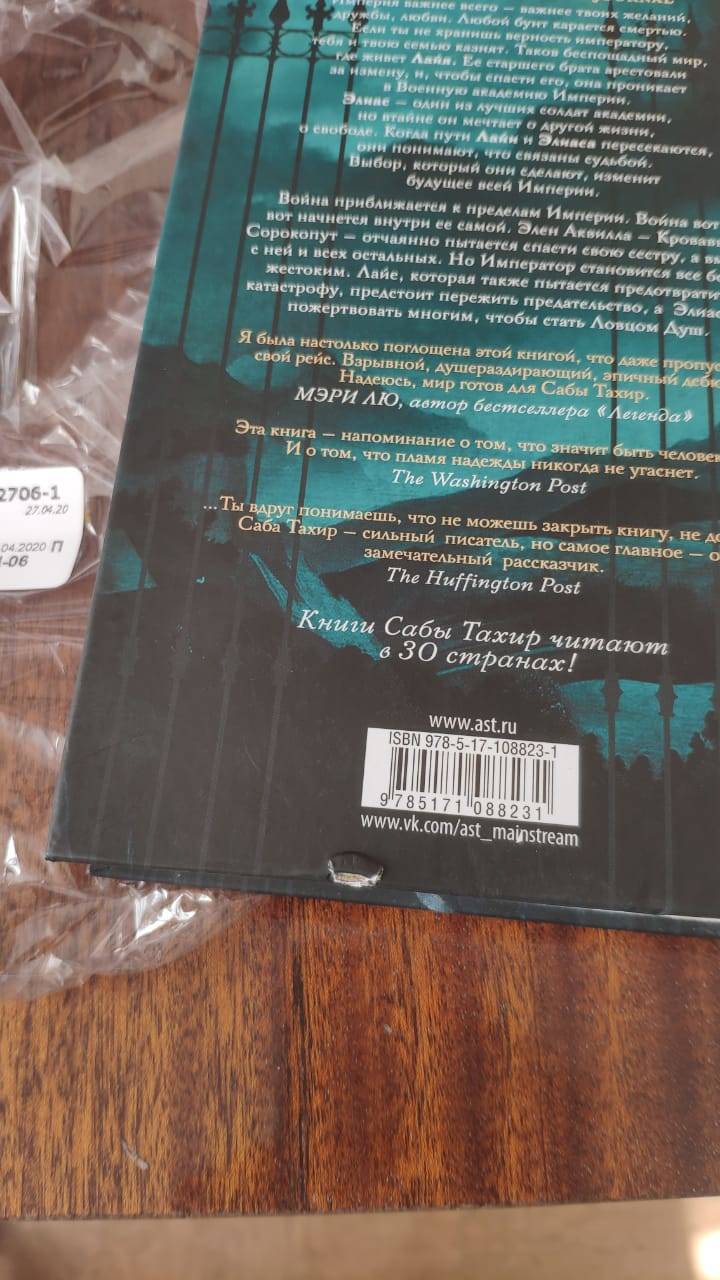 Империя важнее всего — важнее твоих желаний,
дружбы, любви. Любой бунт карается смертью.
Если ты не хранишь верность императору,
тебя и твою семью казнят. Таков беспощадный мир,
где живет Лайя. Ее старшего брата арестовали
за измену, и, чтобы спасти его, она проникает
в Военную академию Империи.
Элиас — один из лучших солдат академии,
но втайне он мечтает о другой жизни,
о свободе. Когда пути Лайи и Элиаса пересекаются,
они понимают, что связаны судьбой.
Выбор, который они сделают, изменит
будущее всей Империи.
Война приближается к пределам Империи. Война вот
вот начнется внутри ее самой. Элен Аквилла — Кровавы
Сорокопут — отчаянно пытается спасти свою сестру, а вм
с ней и всех остальных. Но Император становится все б
жестоким. Лайе, которая также пытается предотврати
катастрофу, предстоит пережить предательство, а Элиас
пожертвовать многим, чтобы стать Ловцом Душ.
Я была настолько поглощена этой книгой, что даже пропус
свой рейс. Взрывной, душераздирающий, эпичный дебю
Надеюсь, мир готов для Сабы Тахир.
МЭРИ ЛЮ, автор бестселлера «Легенда»
Эта книга — напоминание о том, что значит быть человек
И о том, что пламя надежды никогда не угаснет.
The Washington Post
...Ты вдруг понимаешь, что не можешь закрыть книгу, не до
Саба Тахир — сильный писатель, но самое главное — о
замечательный рассказчик.
The Huffington Post
Книги Сабы Тахир читают
в 30 странах!
www.ast.ru
ISBN 978-5-17-108823-1
9 785171 088231
www.vk.com/ast_mainstream
2706-1
27.04.20
.04.2020 П
-06